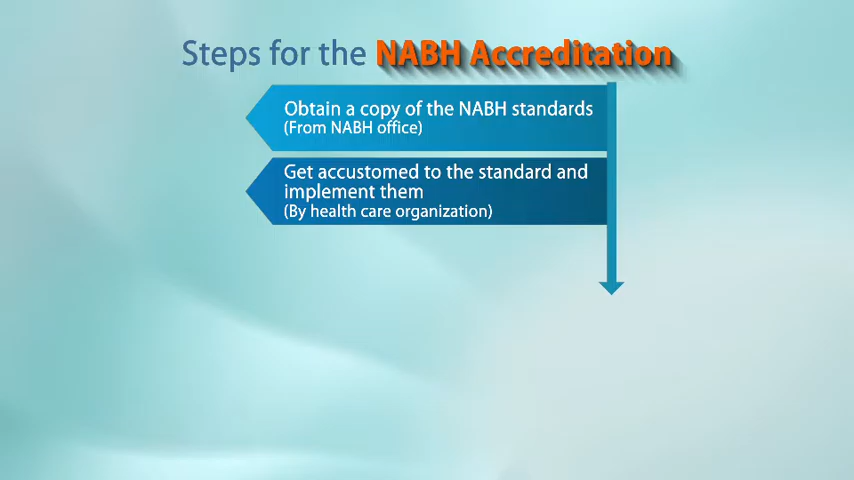 Steps for the NABH Accreditation
Obtain a copy of the NABH standards
(From NABH office)
Get accustomed to the standard and
implement them
(By health care organization)